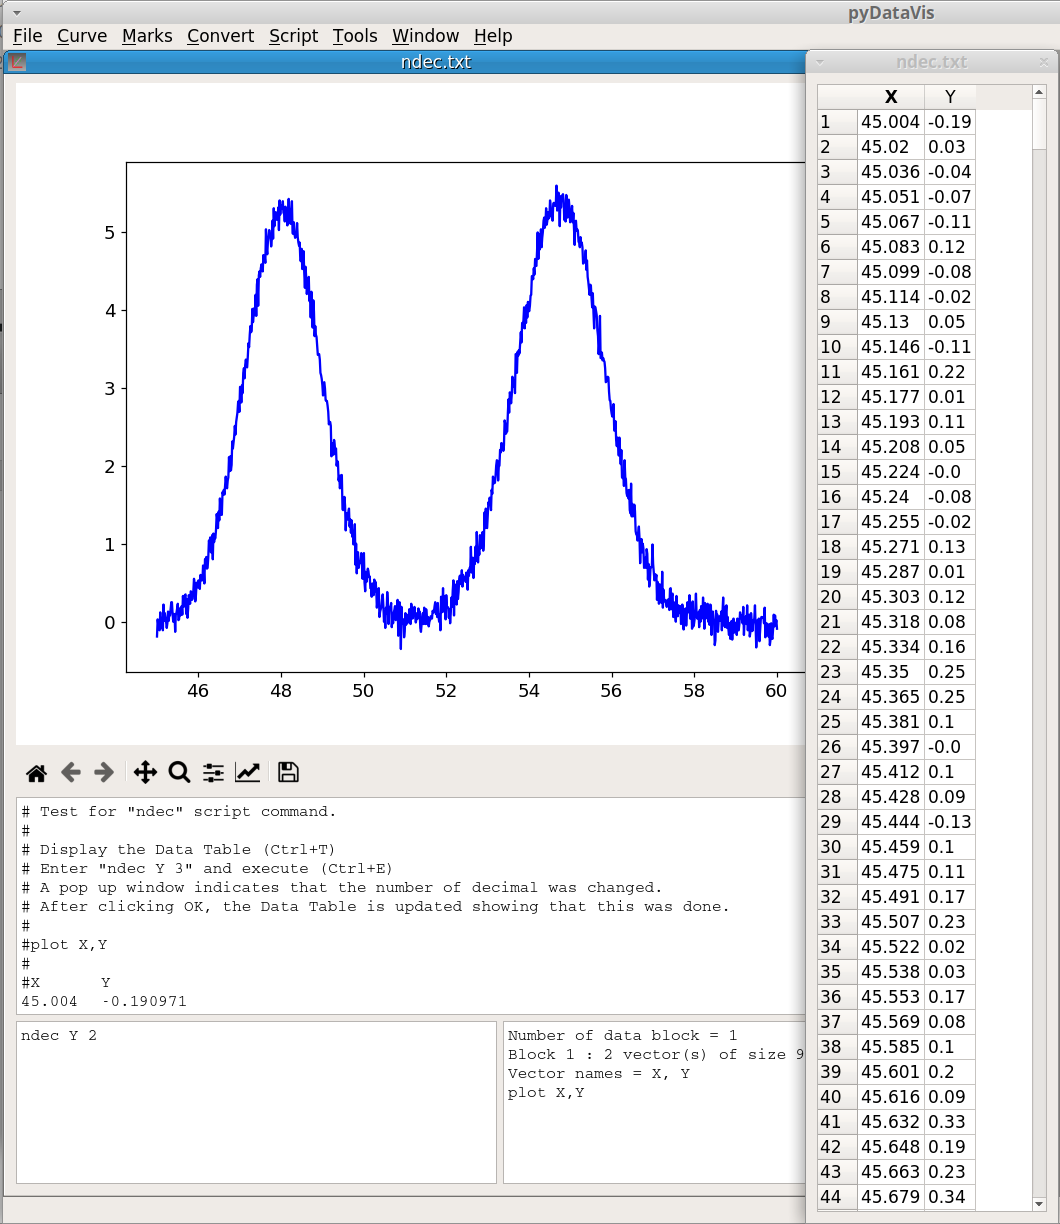 pyDataVis
File Curve Marks Convert Script Tools Window Help
ndec.txt
5
4
3
2
1
0
46 48 50 52 54 56 58 60
# Test for "ndec" script command.
#
# Display the Data Table (Ctrl+T)
# Enter "ndec Y 3" and execute (Ctrl+E)
# A pop up window indicates that the number of decimal was changed.
# After clicking OK, the Data Table is updated showing that this was done.
#
#plot X,Y
#
#X Y
45.004 -0.190971
ndec Y 2
Number of data block = 1
Block 1 : 2 vector(s) of size 9
Vector names = X, Y
plot X,Y
ndec.txt
X Y
1 45.004 -0.19
2 45.02 0.03
3 45.036 -0.04
4 45.051 -0.07
5 45.067 -0.11
6 45.083 0.12
7 45.099 -0.08
8 45.114 -0.02
9 45.13 0.05
10 45.146 -0.11
11 45.161 0.22
12 45.177 0.01
13 45.193 0.11
14 45.208 0.05
15 45.224 -0.0
16 45.24 -0.08
17 45.255 -0.02
18 45.271 0.13
19 45.287 0.01
20 45.303 0.12
21 45.318 0.08
22 45.334 0.16
23 45.35 0.25
24 45.365 0.25
25 45.381 0.1
26 45.397 -0.0
27 45.412 0.1
28 45.428 0.09
29 45.444 -0.13
30 45.459 0.1
31 45.475 0.11
32 45.491 0.17
33 45.507 0.23
34 45.522 0.02
35 45.538 0.03
36 45.553 0.17
37 45.569 0.08
38 45.585 0.1
39 45.601 0.2
40 45.616 0.09
41 45.632 0.33
42 45.648 0.19
43 45.663 0.23
44 45.679 0.34